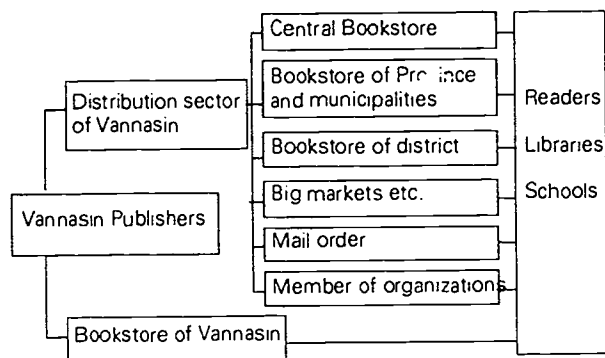 Central Bookstore
Bookstore of Province
and municipalities
Distribution sector
of Vannasin
Readers
Bookstore of district
Libraries
Big markets etc.
Schools
Vannasin Publishers
Mail order
Member of organizations
Bookstore of Vannasin